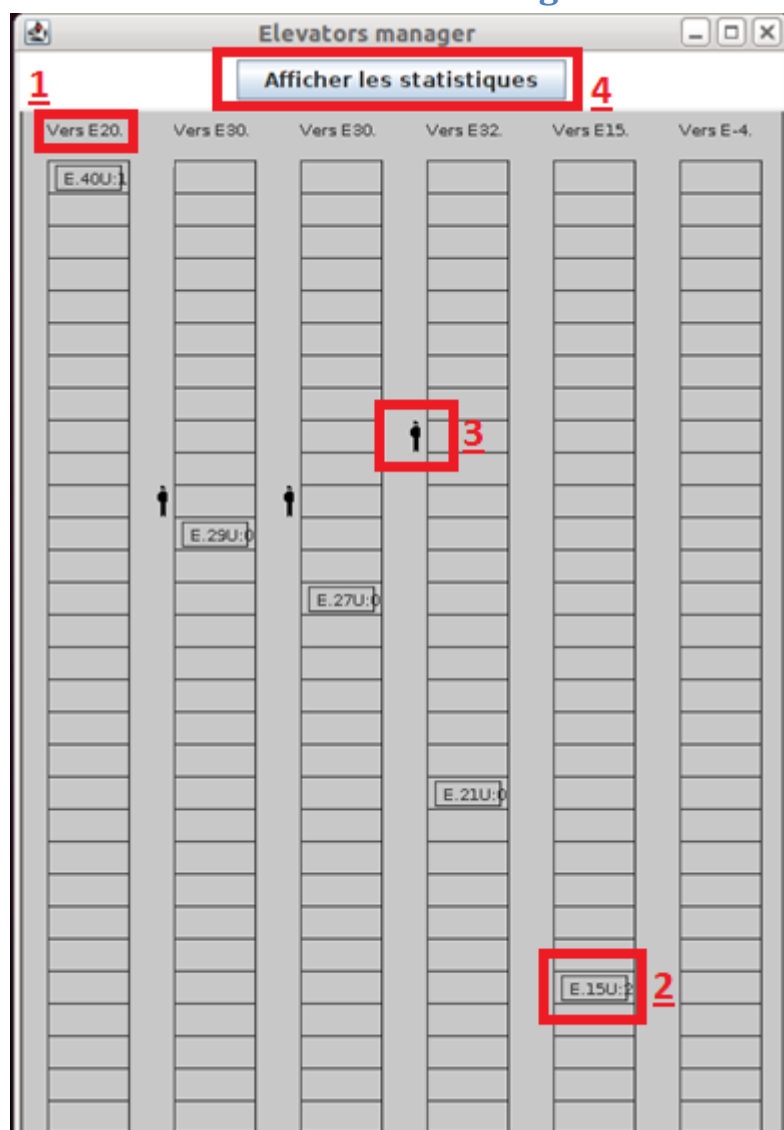 Elevators manager
Afficher les statistiques
1
4
Vers E20. Vers E30. Vers E30. Vers E32. Vers E15. Vers E-4.
E.40U:1
3
E.29U:0
E.27U:0
E.21U:0
E.15U:2
2